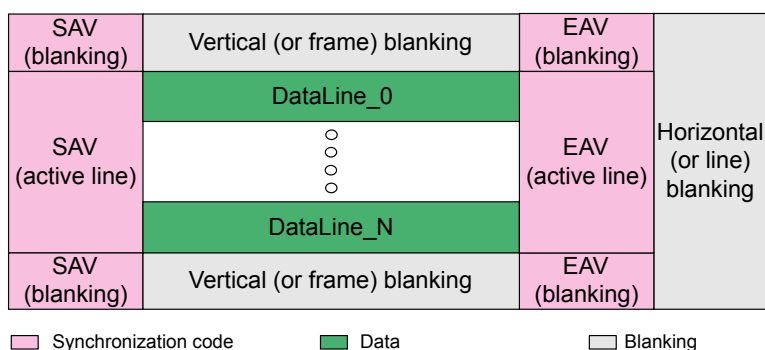 SAV
(blanking)
Vertical (or frame) blanking
EAV
(blanking)
DataLine_0
SAV
(active line)
EAV
(active line)
Horizontal
(or line)
blanking
DataLine_N
SAV
(blanking)
Vertical (or frame) blanking
EAV
(blanking)
Synchronization code
Data
Blanking